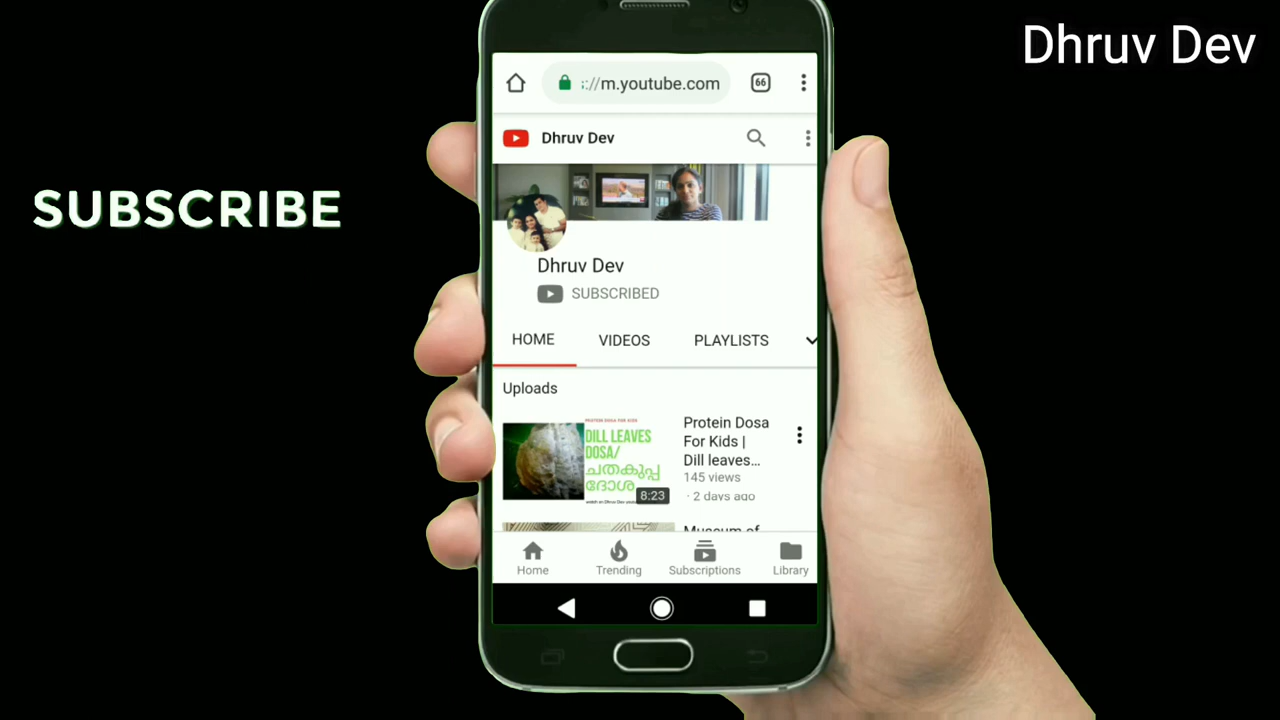 Dhruv Dev
SUBSCRIBE
://m.youtube.com
66
Dhruv Dev
Dhruv Dev
SUBSCRIBED
HOME
VIDEOS
PLAYLISTS
Uploads
PROTEIN DOSA FOR KIDS
DILL LEAVES
DOSA/
ചതകുപ്പ
ദോശ
8:23
Protein Dosa
For Kids |
Dill leaves...
145 views
· 2 days ago
Museum of
Home
Trending
Subscriptions
Library